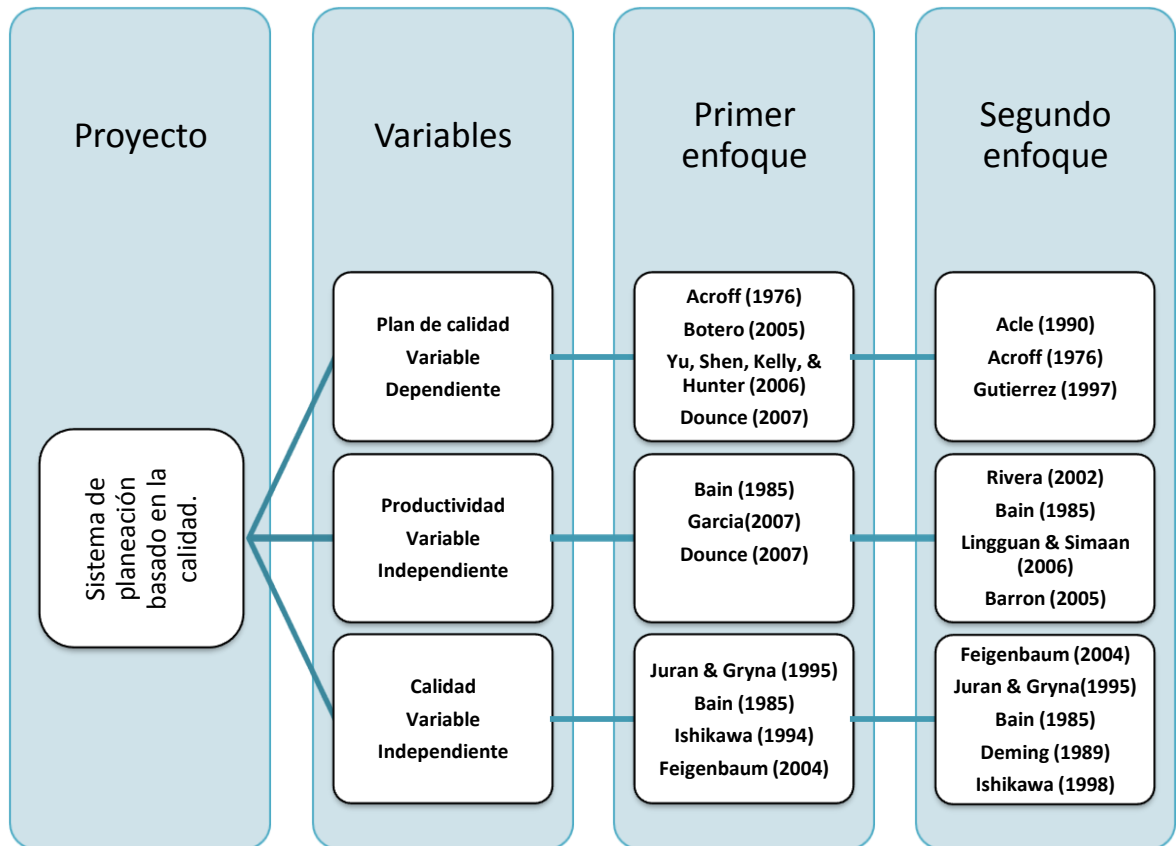 Proyecto
Variables
Primer
enfoque
Segundo
enfoque
Sistema de
planeación
basado en la
calidad.
Plan de calidad
Variable
Dependiente
Acroff (1976)
Botero (2005)
Yu, Shen, Kelly, &
Hunter (2006)
Dounce (2007)
Acle (1990)
Acroff (1976)
Gutierrez (1997)
Productividad
Variable
Independiente
Bain (1985)
Garcia(2007)
Dounce (2007)
Rivera (2002)
Bain (1985)
Lingguan & Simaan
(2006)
Barron (2005)
Calidad
Variable
Independiente
Juran & Gryna (1995)
Bain (1985)
Ishikawa (1994)
Feigenbaum (2004)
Feigenbaum (2004)
Juran & Gryna(1995)
Bain (1985)
Deming (1989)
Ishikawa (1998)